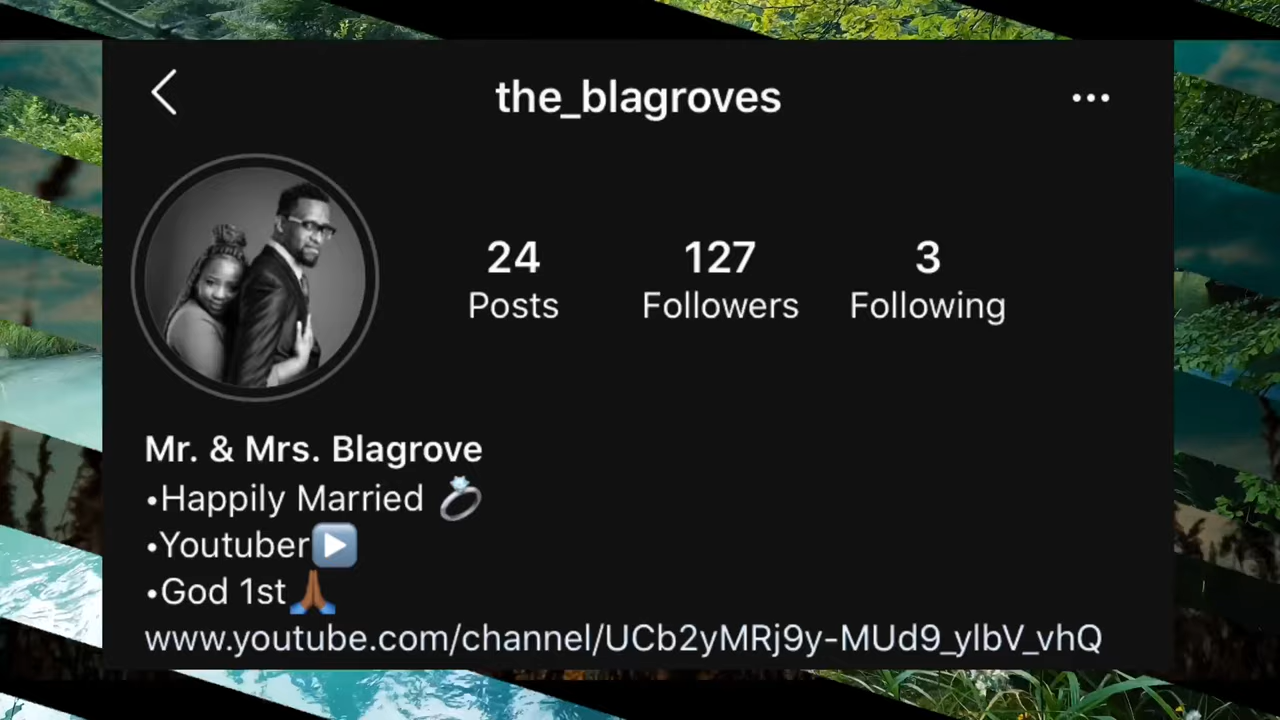 the_blagroves
24 127 3
Posts Followers Following
Mr. & Mrs. Blagrove
•Happily Married 💍
•Youtuber▶️
•God 1st🙏🏾
www.youtube.com/channel/UCb2yMRj9y-MUd9_ylbV_vhQ